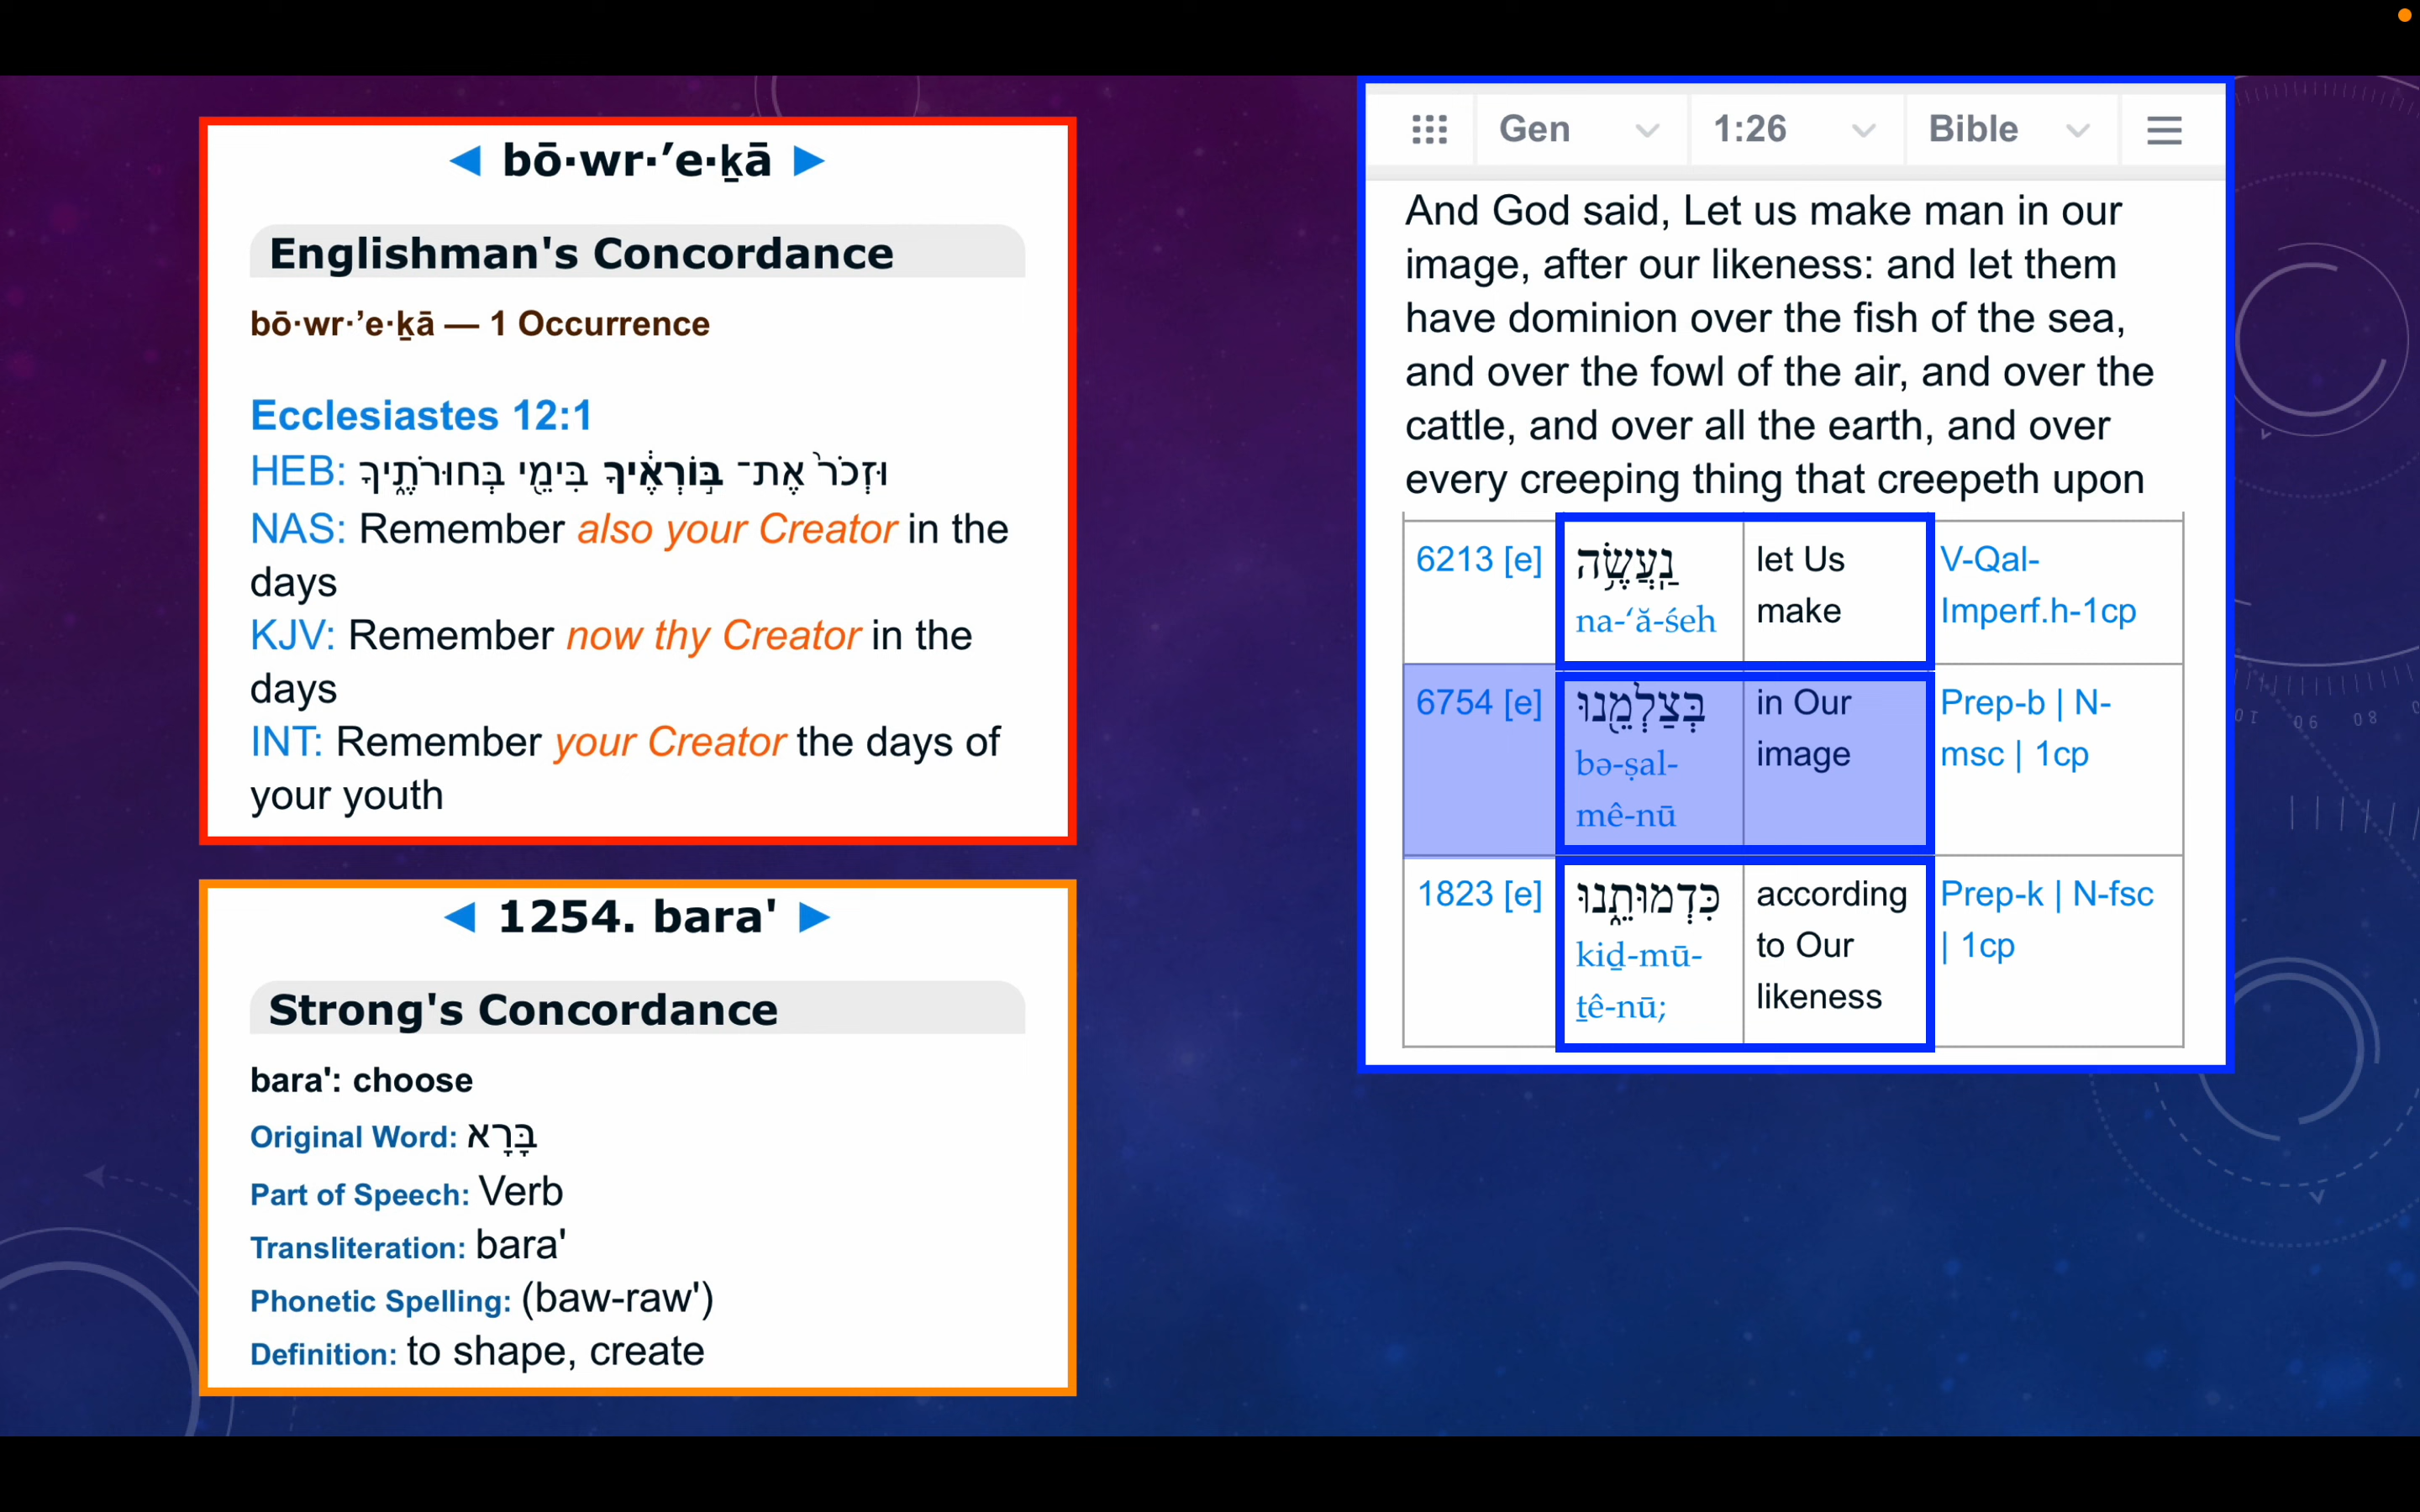 ◄ bō·wr·’e·ḵā ►
Englishman's Concordance
bō·wr·’e·ḵā — 1 Occurrence
Ecclesiastes 12:1
HEB: וּזְכֹר֙ אֶת־ בּ֣וֹרְאֶ֔יךָ בִּימֵ֖י בְּחוּרֹתֶ֑יךָ
NAS: Remember also your Creator in the
days
KJV: Remember now thy Creator in the
days
INT: Remember your Creator the days of
your youth
◄ 1254. bara' ►
Strong's Concordance
bara': choose
Original Word: בָּרָא
Part of Speech: Verb
Transliteration: bara'
Phonetic Spelling: (baw-raw')
Definition: to shape, create
Gen 1:26 Bible
And God said, Let us make man in our
image, after our likeness: and let them
have dominion over the fish of the sea,
and over the fowl of the air, and over the
cattle, and over all the earth, and over
every creeping thing that creepeth upon
6213 [e] נַֽעֲשֶׂ֥ה let Us V-Qal-
na-‘ă-śeh make Imperf.h-1cp
6754 [e] בְּצַלְמֵ֖נוּ in Our Prep-b | N-
bə-ṣal- image msc | 1cp
mê-nū
1823 [e] כִּדְמוּתֵ֑נוּ according Prep-k | N-fsc
kiḏ-mū- to Our | 1cp
ṯê-nū; likeness